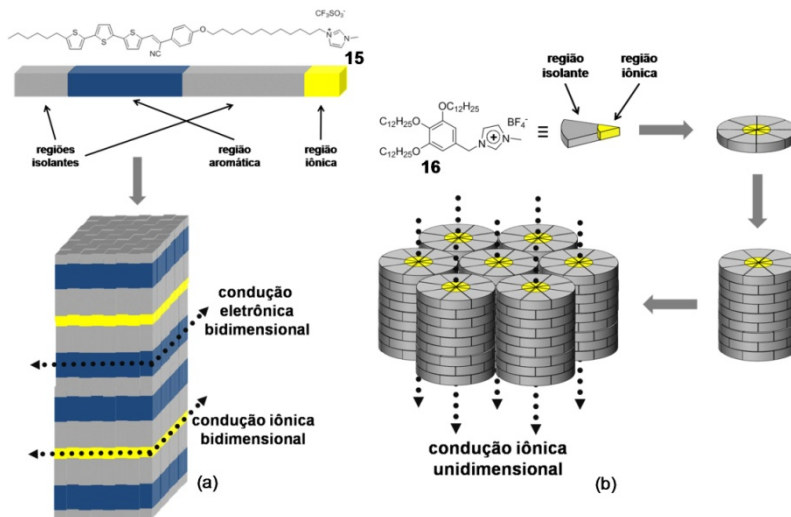 CF₃SO₃⁻
S
S
S
NC
O
N
N
15
regiões
isolantes
região
aromática
região
iônica
condução
eletrônica
bidimensional
condução iônica
bidimensional
(a)
região
isolante
região
iônica
OC₁₂H₂₅
C₁₂H₂₅O
C₁₂H₂₅O
BF₄⁻
N
N
+
≡
16
condução iônica
unidimensional
(b)